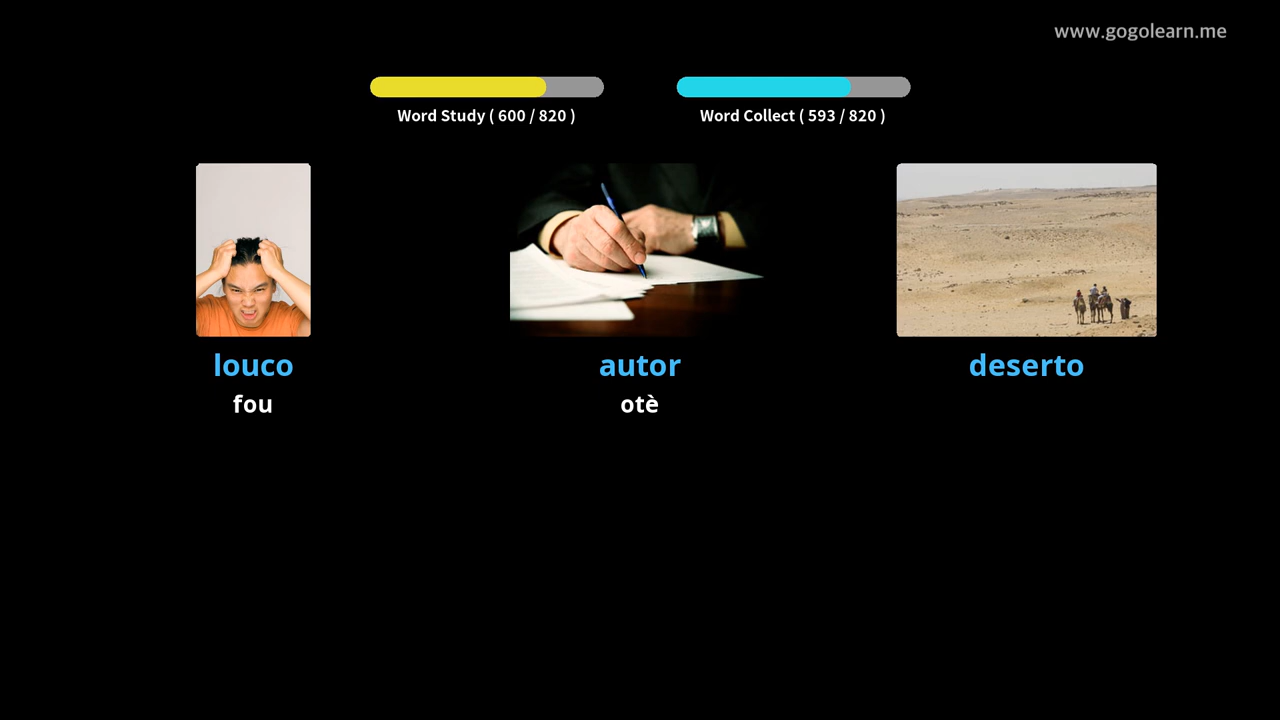 www.gogolearn.me
Word Study ( 600 / 820 )
Word Collect ( 593 / 820 )
louco
autor
deserto
fou
otè